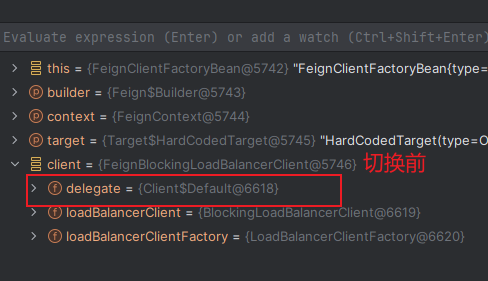 Evaluate expression (Enter) or add a watch (Ctrl+Shift+Enter)
this = {FeignClientFactoryBean@5742} "FeignClientFactoryBean{type=
builder = {Feign$Builder@5743}
context = {FeignContext@5744}
target = {Target$HardCodedTarget@5745} "HardCodedTarget(type=O
client = {FeignBlockingLoadBalancerClient@5746} 切换前
delegate = {Client$Default@6618}
loadBalancerClient = {BlockingLoadBalancerClient@6619}
loadBalancerClientFactory = {LoadBalancerClientFactory@6620}